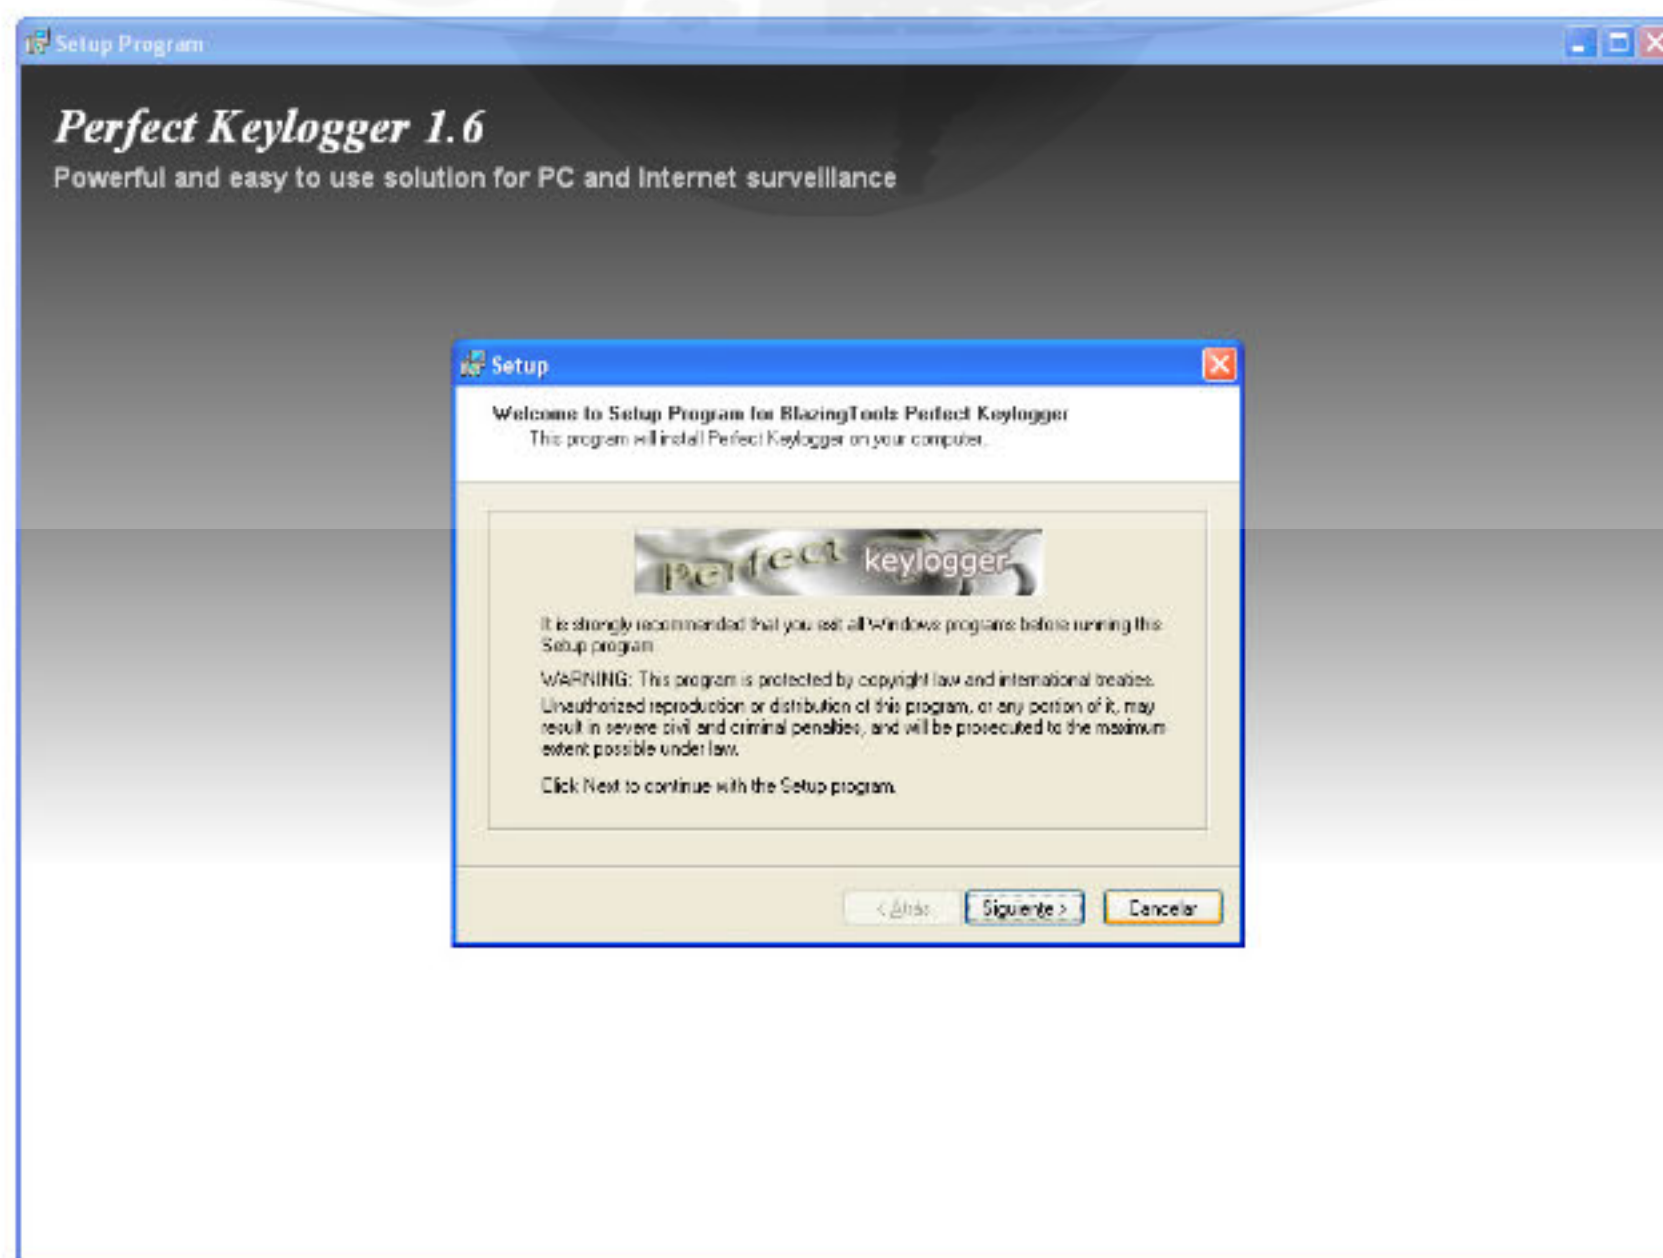 Setup Program
Perfect Keylogger 1.6
Powerful and easy to use solution for PC and Internet surveillance
Setup
Welcome to Setup Program for BlazingTools Perfect Keylogger
This program will install Perfect Keylogger on your computer.
Perfect keylogger
It is strongly recommended that you exit all Windows programs before running this
Setup program
WARNING: This program is protected by copyright law and international treaties.
Unauthorized reproduction or distribution of this program, or any portion of it, may
result in severe civil and criminal penalties, and will be prosecuted to the maximum
extent possible under law.
Click Next to continue with the Setup program.
< Atrás Siguiente > Cancelar